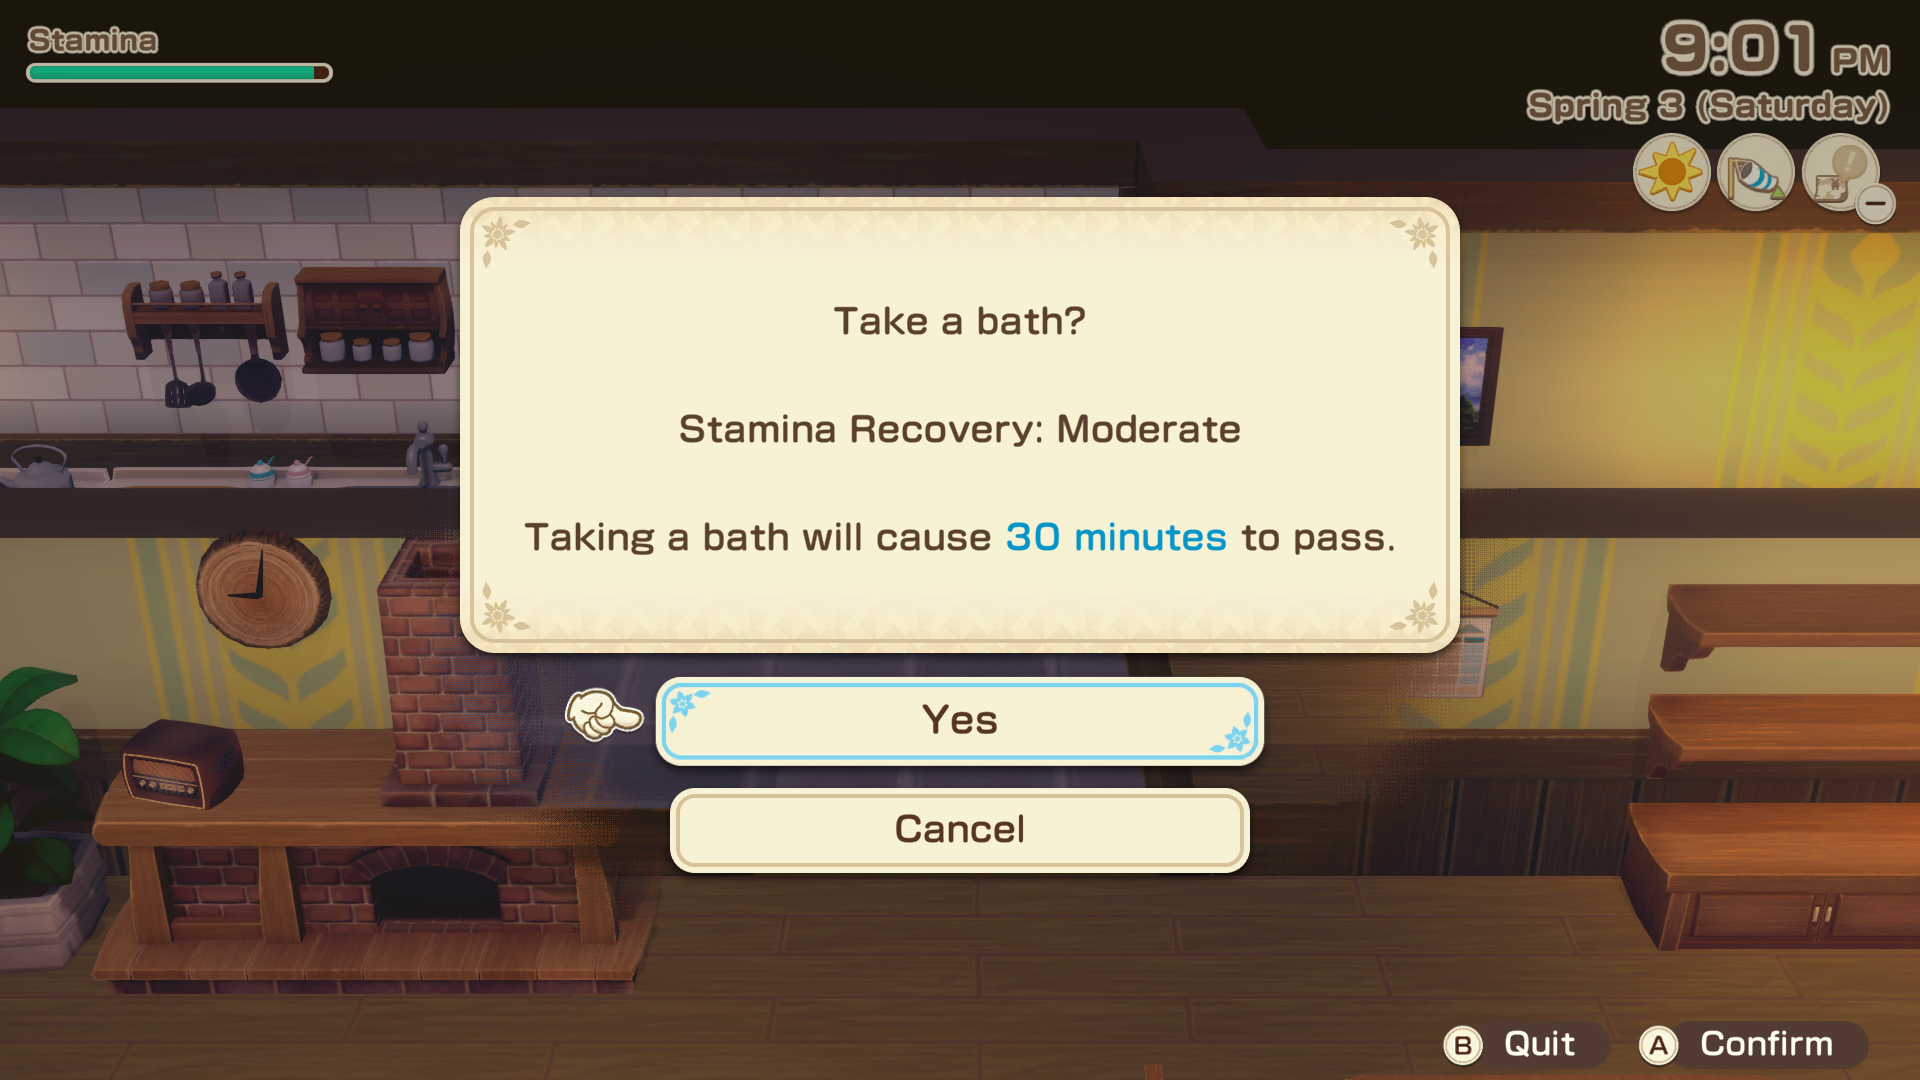 Stamina
9:01 PM
Spring 3 (Saturday)
Take a bath?
Stamina Recovery: Moderate
Taking a bath will cause 30 minutes to pass.
Yes
Cancel
B Quit
A Confirm